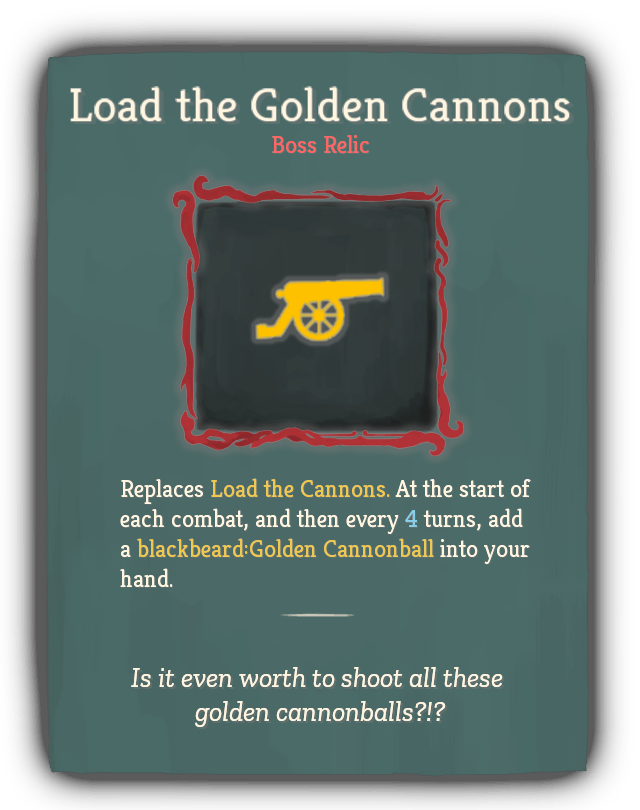 Load the Golden Cannons
Boss Relic
Replaces Load the Cannons. At the start of
each combat, and then every 4 turns, add
a blackbeard:Golden Cannonball into your
hand.
Is it even worth to shoot all these
golden cannonballs?!?